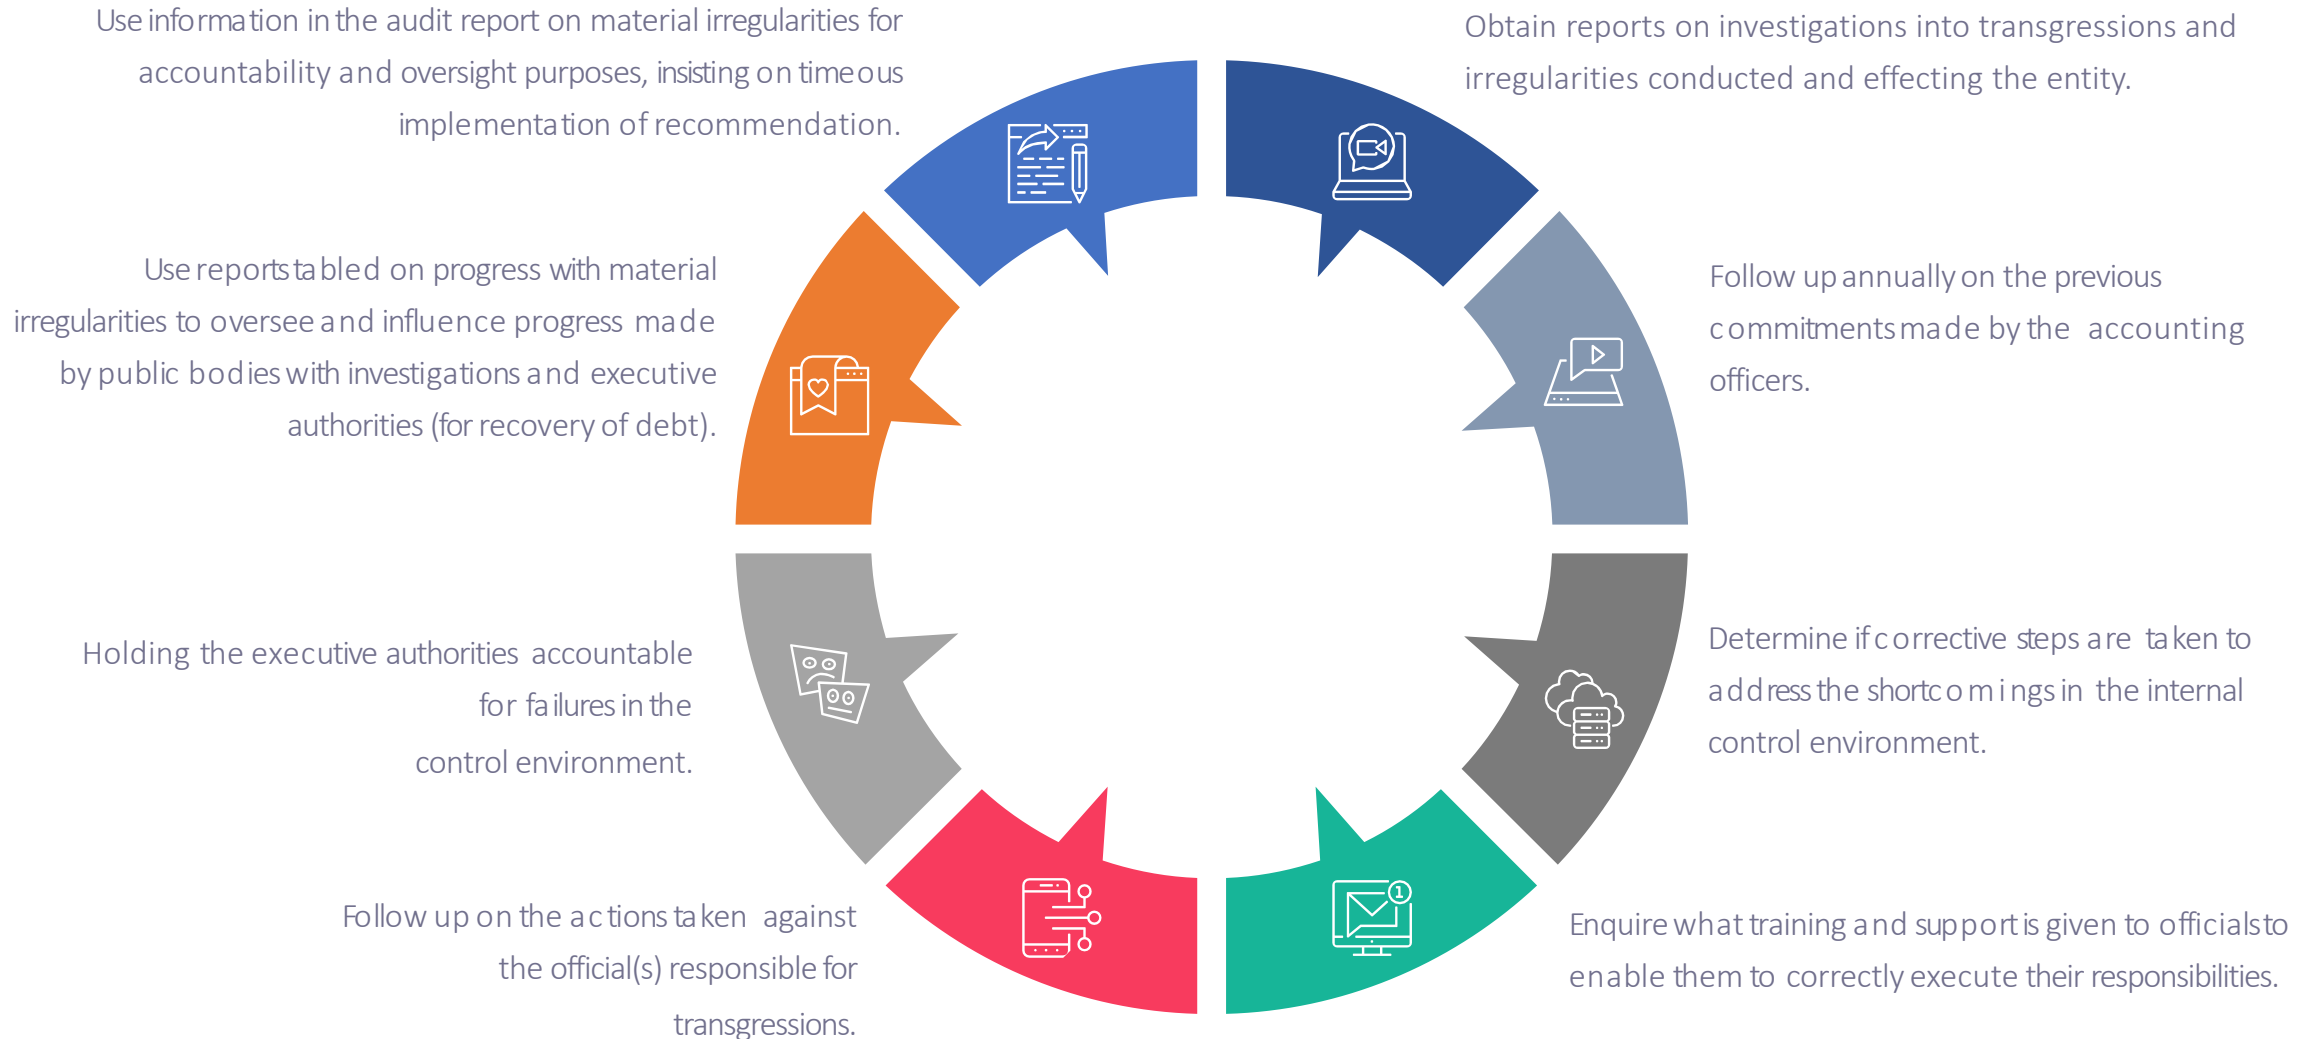 Use information in the audit report on material irregularities for
accountability and oversight purposes, insisting on timeous
implementation of recommendation.
Obtain reports on investigations into transgressions and
irregularities conducted and effecting the entity.
Use reports tabled on progress with material
irregularities to oversee and influence progress made
by public bodies with investigations and executive
authorities (for recovery of debt).
Follow up annually on the previous
commitments made by the accounting
officers.
Holding the executive authorities accountable
for failures in the
control environment.
Determine if corrective steps are taken to
address the shortcomings in the internal
control environment.
Follow up on the actions taken against
the official(s) responsible for
transgressions.
1
Enquire what training and support is given to officials to
enable them to correctly execute their responsibilities.